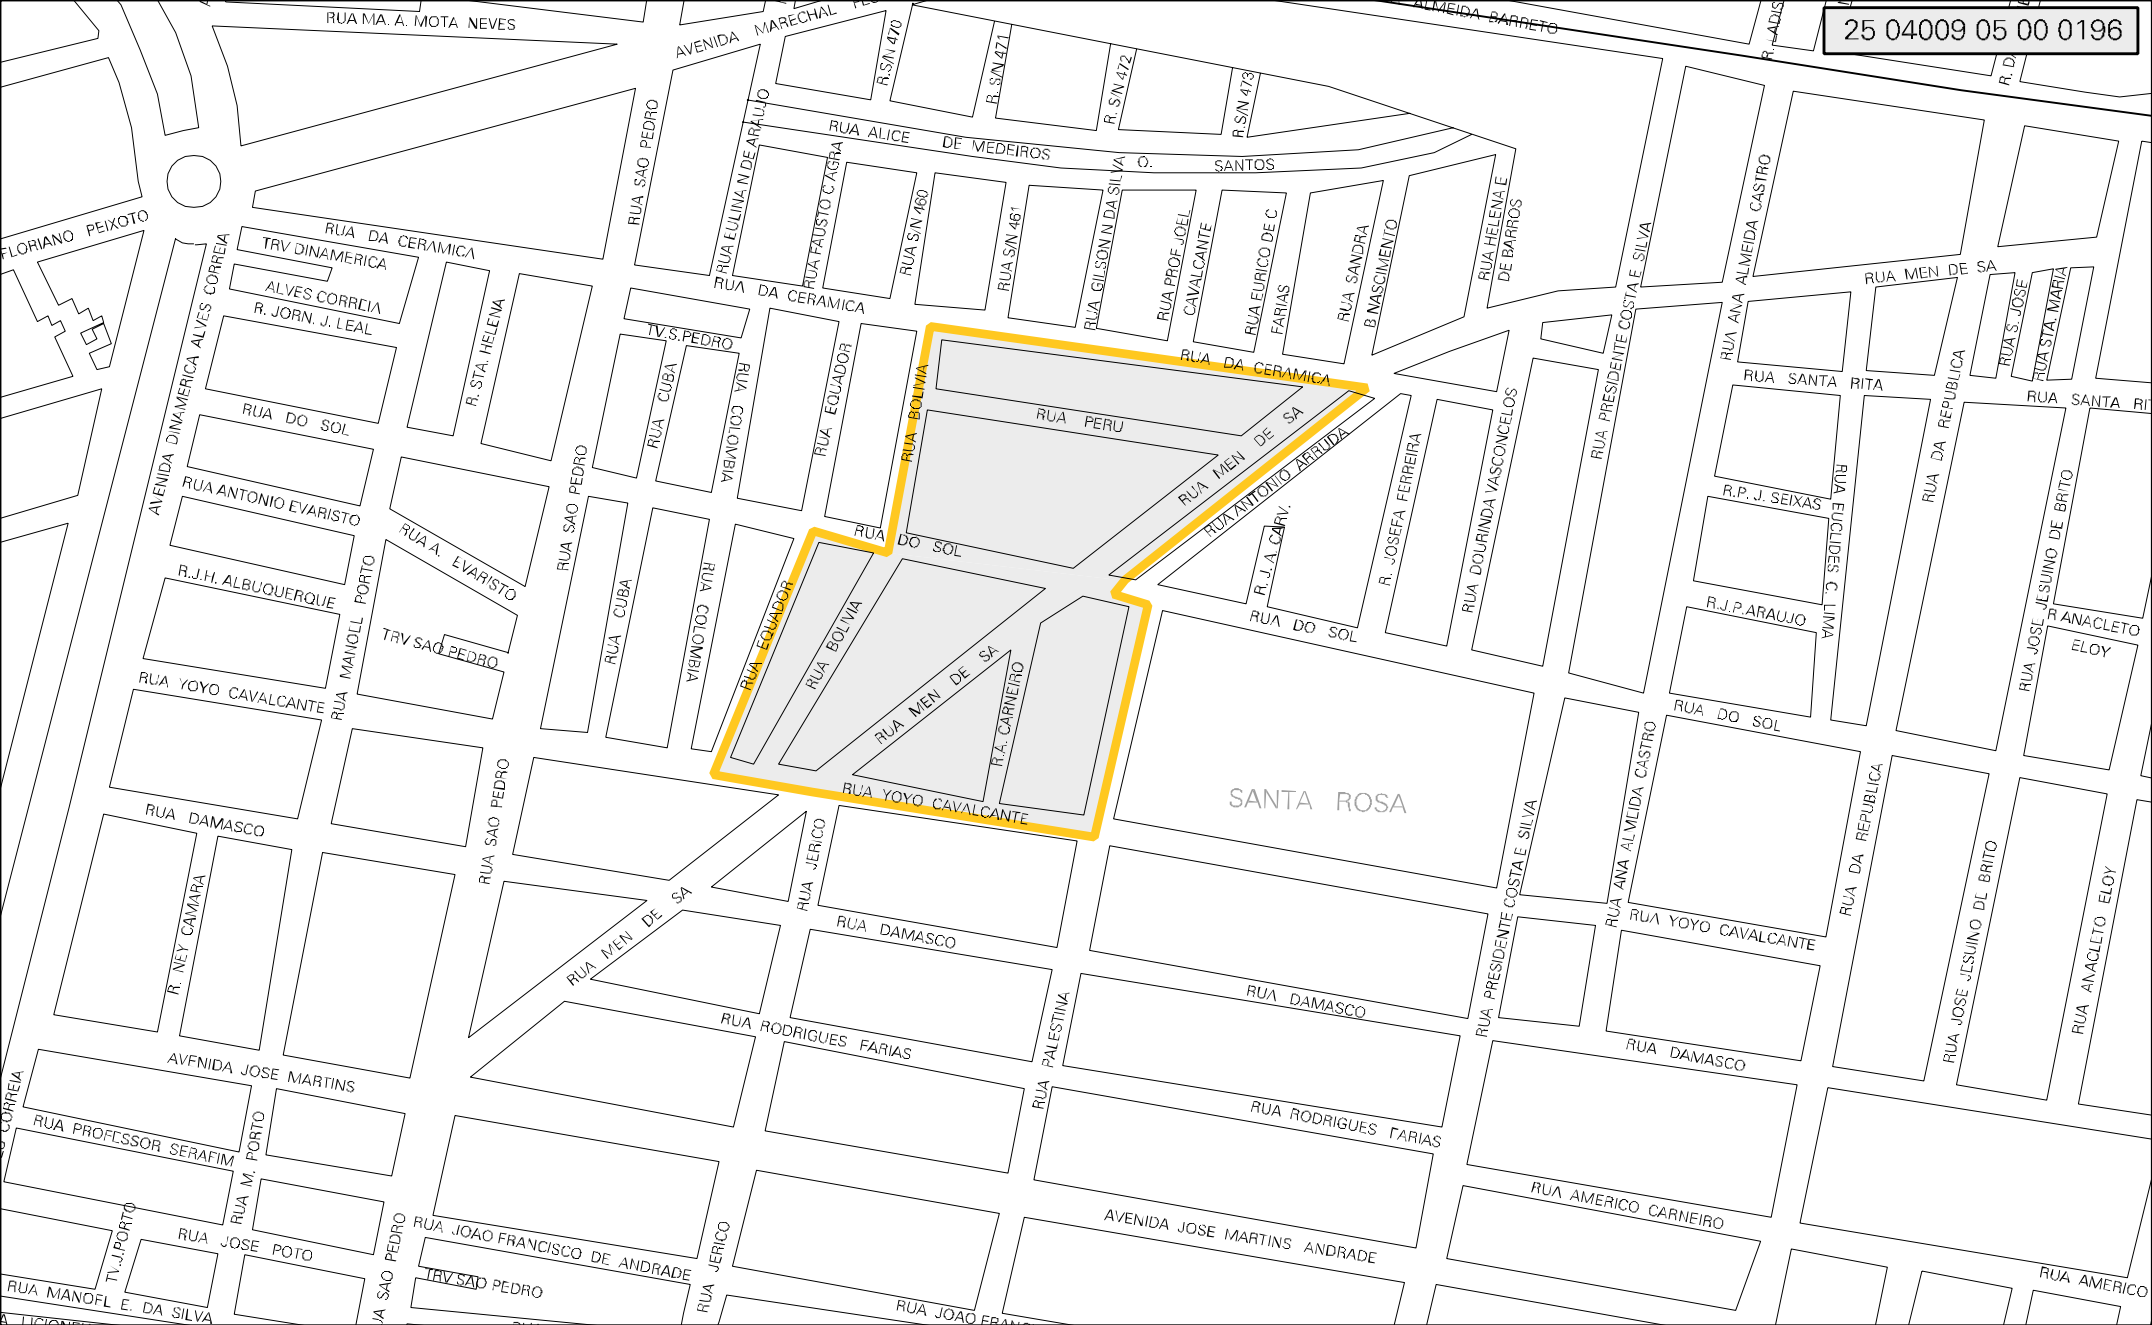 25 04009 05 00 0196
RUA MA. A. MOTA NEVES
AVENIDA MARECHAL
ALMEIDA BARRETO
R.S/N 470
R. S/N 471
R. S/N 472
R.S/N 473
RUA ALICE DE MEDEIROS O. SANTOS
RUA SAO PEDRO
RUA EULINA N DE ARAUJO
RUA FAUSTO C AGRA
RUA S/N 460
RUA S/N 461
RUA GILSON N DA SILVA
RUA PROF JOEL
CAVALCANTE
RUA EURICO DE C
FARIAS
RUA SANDRA
B NASCIMENTO
RUA HELENA E
DE BARROS
RUA PRESIDENTE COSTA E SILVA
RUA ANA ALMEIDA CASTRO
FLORIANO PEIXOTO
RUA DA CERAMICA
TRV DINAMERICA
ALVES CORREIA
R. JORN. J. LEAL
AVENIDA DINAMERICA ALVES CORREIA
R. STA. HELENA
RUA DA CERAMICA
TV.S.PEDRO
RUA CUBA
RUA COLOMBIA
RUA EQUADOR
RUA BOLIVIA
RUA DA CERAMICA
RUA PERU
RUA MEN DE SA
RUA ANTONIO ARRUDA
RUA MEN DE SA
RUA S. JOSE
RUA STA. MARIA
RUA SANTA RITA
RUA SANTA RIT
RUA DA REPUBLICA
RUA DO SOL
RUA ANTONIO EVARISTO
RUA A. EVARISTO
R.J.H. ALBUQUERQUE
RUA MANOLL PORTO
RUA SAO PEDRO
TRV SAO PEDRO
RUA YOYO CAVALCANTE
RUA CUBA
RUA COLOMBIA
RUA EQUADOR
RUA BOLIVIA
RUA DO SOL
RUA MEN DE SA
R.A. CARNEIRO
RUA YOYO CAVALCANTE
R. J. A. CARV.
R. JOSEFA FERREIRA
RUA DOURINDA VASCONCELOS
RUA DO SOL
R.P. J. SEIXAS
RUA EUCLIDES C. LIMA
R.J.P.ARAUJO
RUA JOSE JESUINO DE BRITO
R ANACLETO
ELOY
RUA DO SOL
SANTA ROSA
RUA DAMASCO
R. NEY CAMARA
RUA SAO PEDRO
RUA MEN DE SA
RUA JERICO
RUA DAMASCO
RUA PRESIDENTE COSTA E SILVA
RUA ANA ALMEIDA CASTRO
RUA YOYO CAVALCANTE
RUA DA REPUBLICA
RUA JOSE JESUINO DE BRITO
RUA ANACLETO ELOY
RUA DAMASCO
RUA DAMASCO
RUA RODRIGUES FARIAS
RUA PALESTINA
RUA RODRIGUES FARIAS
AVENIDA JOSE MARTINS
CORREIA
RUA PROFESSOR SERAFIM
RUA M. PORTO
TV.J.PORTO
RUA JOSE POTO
RUA MANOEL E. DA SILVA
RUA SAO PEDRO
RUA JOAO FRANCISCO DE ANDRADE
TRV SAO PEDRO
RUA JERICO
AVENIDA JOSE MARTINS ANDRADE
RUA AMERICO CARNEIRO
RUA AMERICO
RUA JOAO FRANC